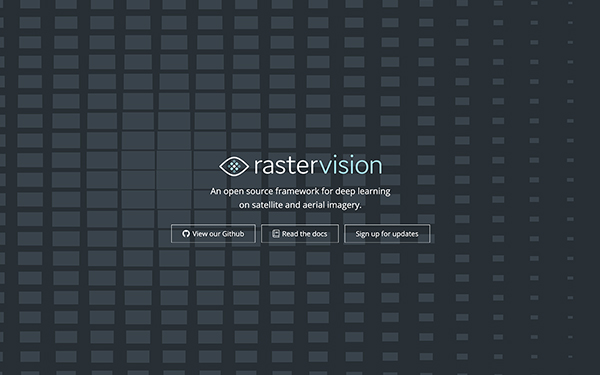 rastervision
An open source framework for deep learning
on satellite and aerial imagery.
View our Github Read the docs Sign up for updates